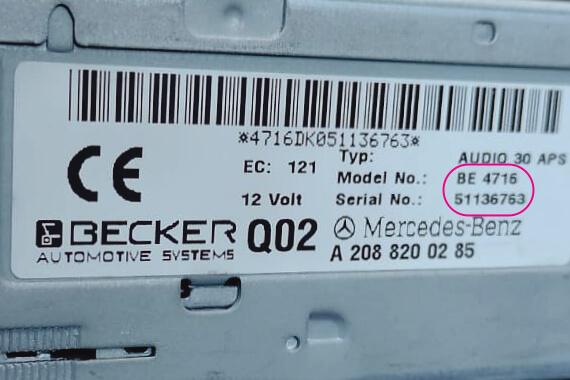 *4716DK051136763*
EC: 121
Typ: AUDIO 30 APS
Model No.: BE 4716
12 Volt
Serial No.: 51136763
BECKER
AUTOMOTIVE SYSTEMS
Q02
Mercedes-Benz
A 208 820 02 85